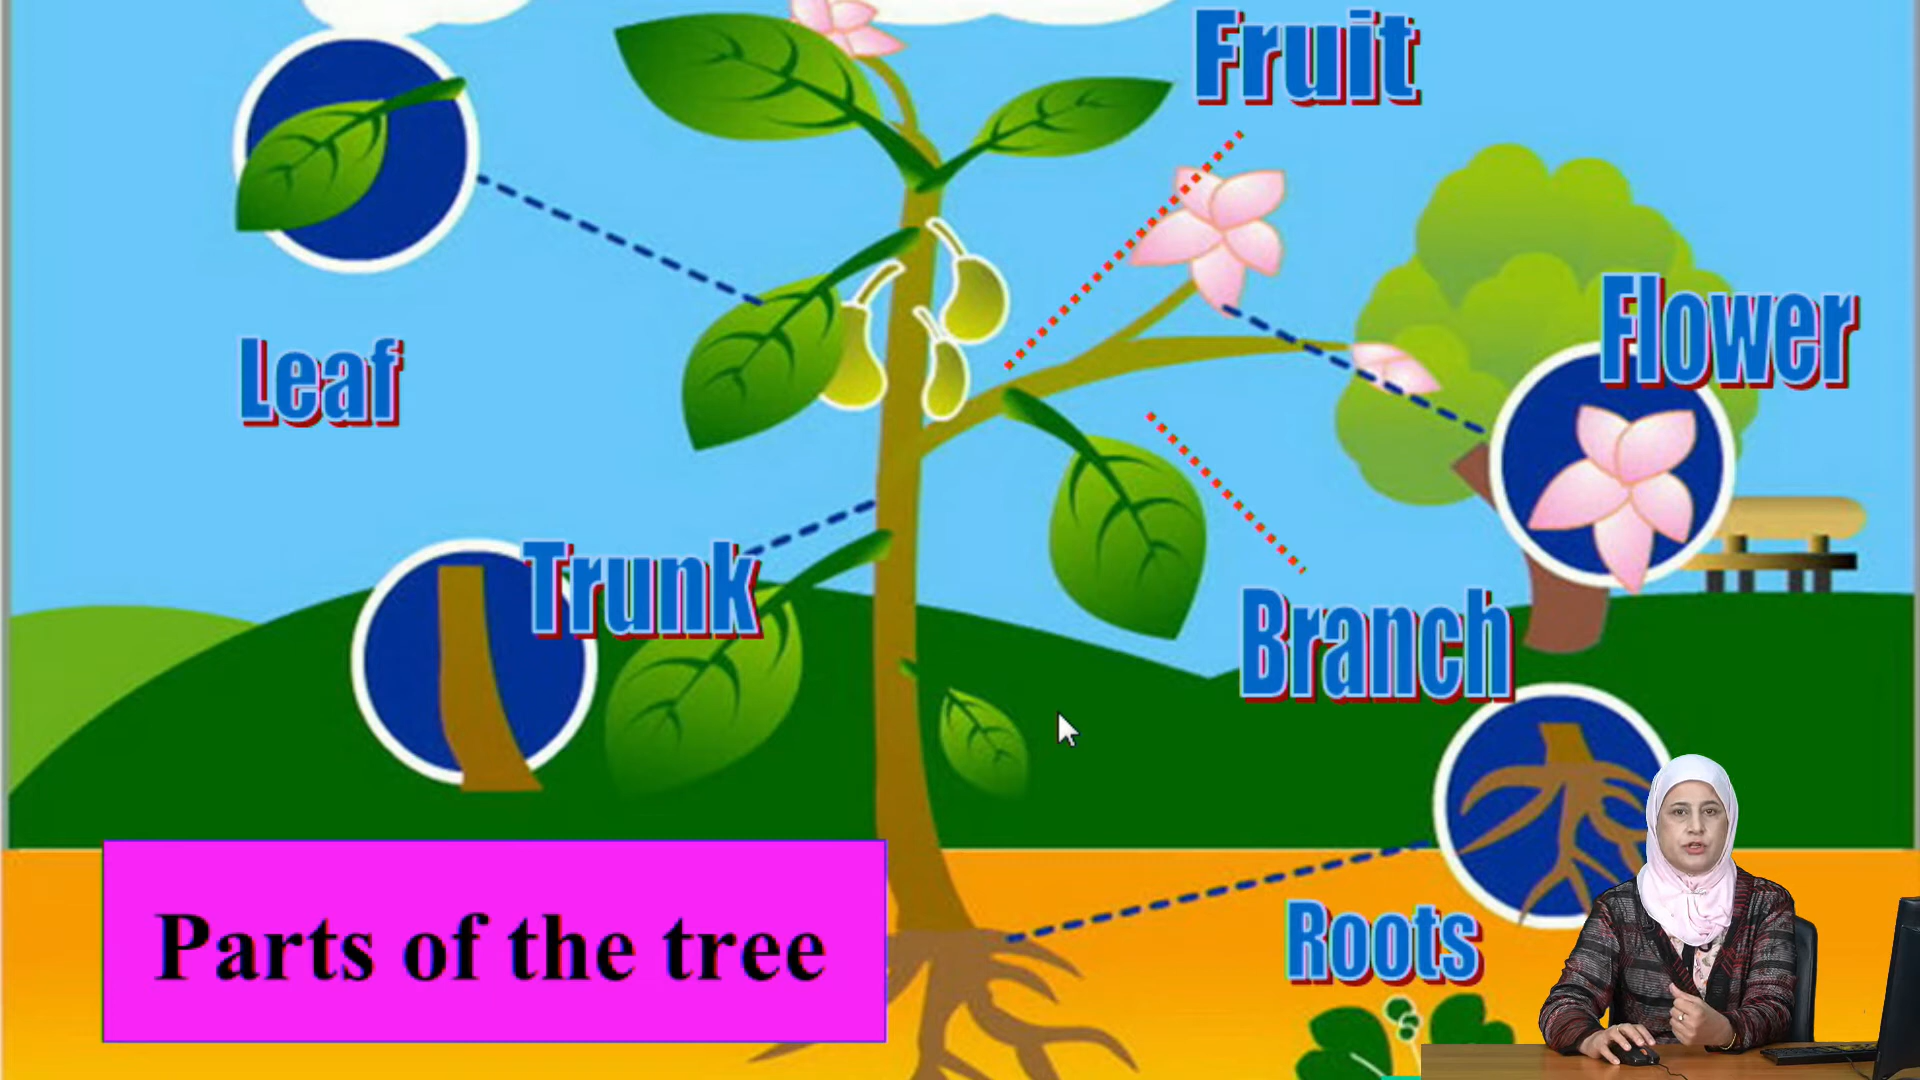 Fruit
Flower
Leaf
Trunk
Branch
Roots
Parts of the tree